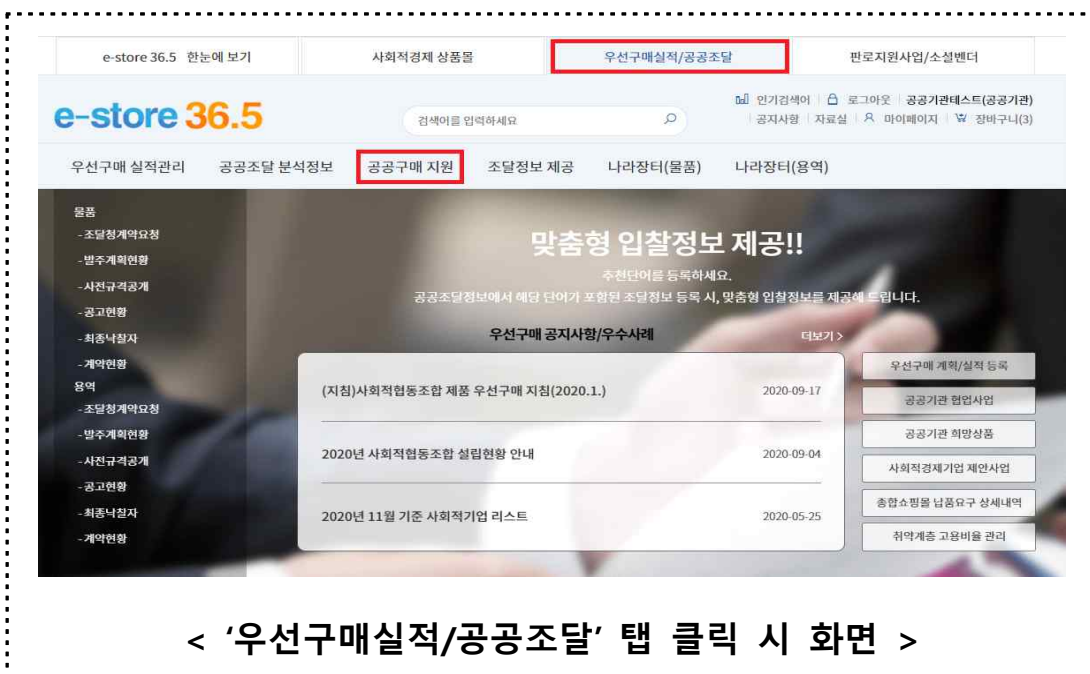 e-store 36.5 한눈에 보기
사회적경제 상품몰
우선구매실적/공공조달
판로지원사업/소셜벤더
e-store 36.5
검색어를 입력하세요
인기검색어
로그아웃
공공기관테스트(공공기관)
공지사항
자료실
마이페이지
장바구니(3)
우선구매 실적관리
공공조달 분석정보
공공구매 지원
조달정보 제공
나라장터(물품)
나라장터(용역)
물품
-조달청계약요청
-발주계획현황
-사전규격공개
-공고현황
-최종낙찰자
-계약현황
용역
-조달청계약요청
-발주계획현황
-사전규격공개
-공고현황
-최종낙찰자
-계약현황
맞춤형 입찰정보 제공!!
추천단어를 등록하세요.
공공조달정보에서 해당 단어가 포함된 조달정보 등록 시, 맞춤형 입찰정보를 제공해 드립니다.
우선구매 공지사항/우수사례
더보기 >
(지침)사회적협동조합 제품 우선구매 지침(2020.1.)
2020-09-17
2020년 사회적협동조합 설립현황 안내
2020-09-04
2020년 11월 기준 사회적기업 리스트
2020-05-25
우선구매 계획/실적 등록
공공기관 협업사업
공공기관 희망상품
사회적경제기업 제안사업
종합쇼핑몰 납품요구 상세내역
취약계층 고용비율 관리
< ‘우선구매실적/공공조달’ 탭 클릭 시 화면 >